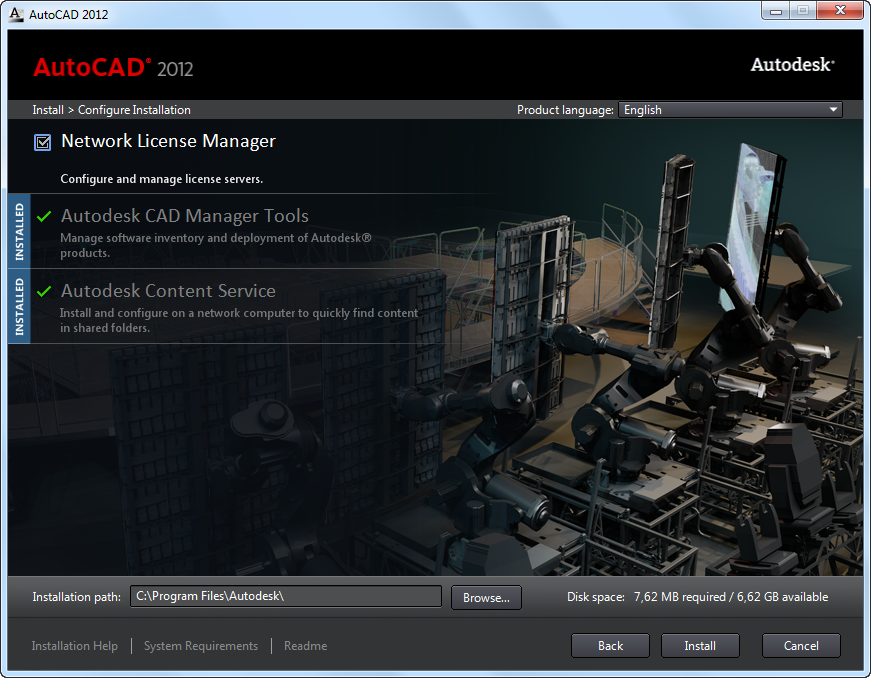 AutoCAD 2012
AutoCAD® 2012
Autodesk®
Install > Configure Installation
Product language: English
Network License Manager
Configure and manage license servers.
INSTALLED
Autodesk CAD Manager Tools
Manage software inventory and deployment of Autodesk®
products.
INSTALLED
Autodesk Content Service
Install and configure on a network computer to quickly find content
in shared folders.
Installation path: C:\Program Files\Autodesk\ Browse... Disk space: 7,62 MB required / 6,62 GB available
Installation Help | System Requirements | Readme Back Install Cancel